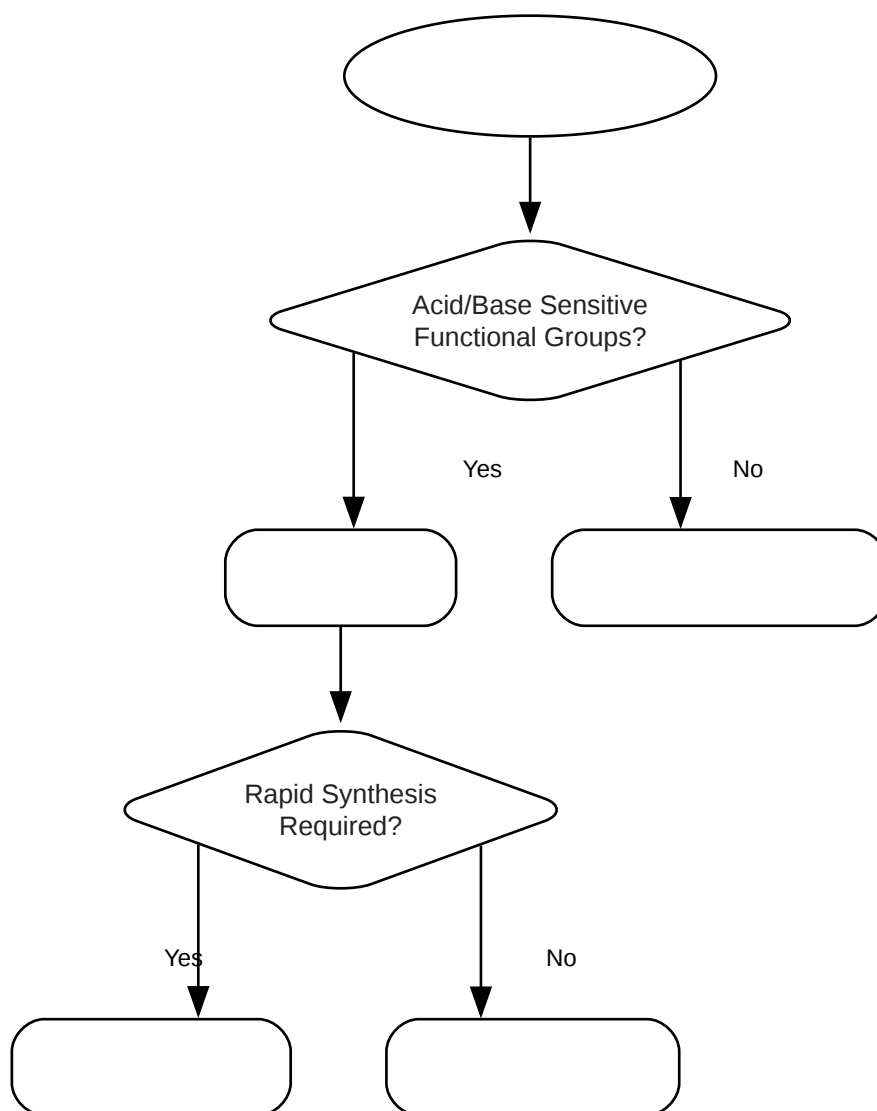 Acid/Base Sensitive
Functional Groups?
Yes
No
Rapid Synthesis
Required?
Yes
No